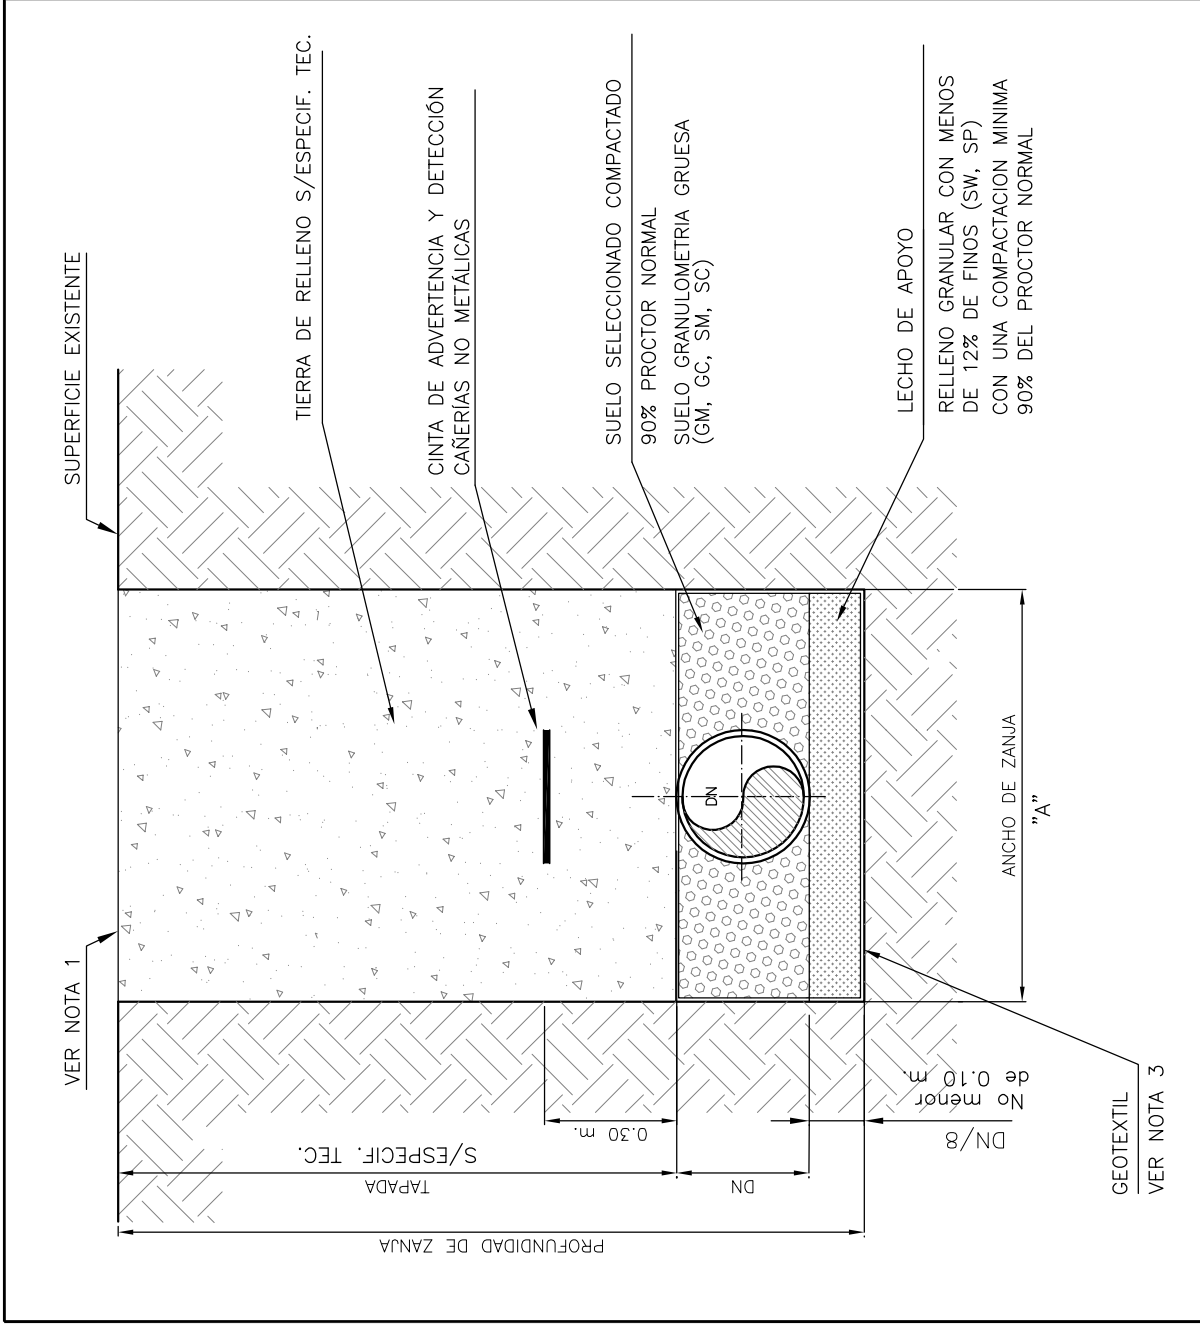 SUPERFICIE EXISTENTE
VER NOTA 1
TIERRA DE RELLENO S/ESPECIF. TEC.
CINTA DE ADVERTENCIA Y DETECCIÓN
CAÑERÍAS NO METÁLICAS
SUELO SELECCIONADO COMPACTADO
90% PROCTOR NORMAL
SUELO GRANULOMETRIA GRUESA
(GM, GC, SM, SC)
LECHO DE APOYO
RELLENO GRANULAR CON MENOS
DE 12% DE FINOS (SW, SP)
CON UNA COMPACTACION MINIMA
90% DEL PROCTOR NORMAL
DN
ANCHO DE ZANJA
"A"
GEOTEXTIL
VER NOTA 3
PROFUNDIDAD DE ZANJA
TAPADA
S/ESPECIF. TEC.
0.30 m.
DN
DN/8
No menor
de 0.10 m.